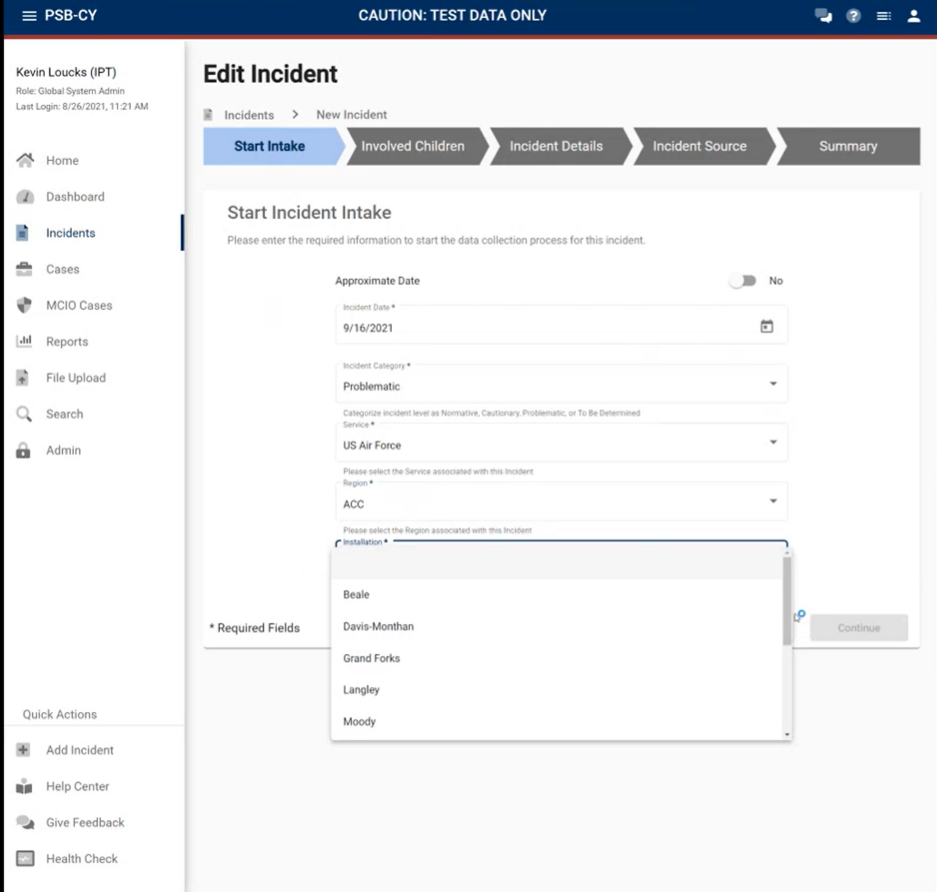 PSB-CY
CAUTION: TEST DATA ONLY
Kevin Loucks (IPT)
Role: Global System Admin
Last Login: 8/26/2021, 11:21 AM
Home
Dashboard
Incidents
Cases
MCIO Cases
Reports
File Upload
Search
Admin
Quick Actions
Add Incident
Help Center
Give Feedback
Health Check
Edit Incident
Incidents > New Incident
Start Intake
Involved Children
Incident Details
Incident Source
Summary
Start Incident Intake
Please enter the required information to start the data collection process for this incident.
Approximate Date
No
Incident Date *
9/16/2021
Incident Category *
Problematic
Categorize incident level as Normative, Cautionary, Problematic, or To Be Determined
Service *
US Air Force
Please select the Service associated with this Incident
Region *
ACC
Please select the Region associated with this Incident
Installation *
Beale
Davis-Monthan
Grand Forks
Langley
Moody
* Required Fields
Continue